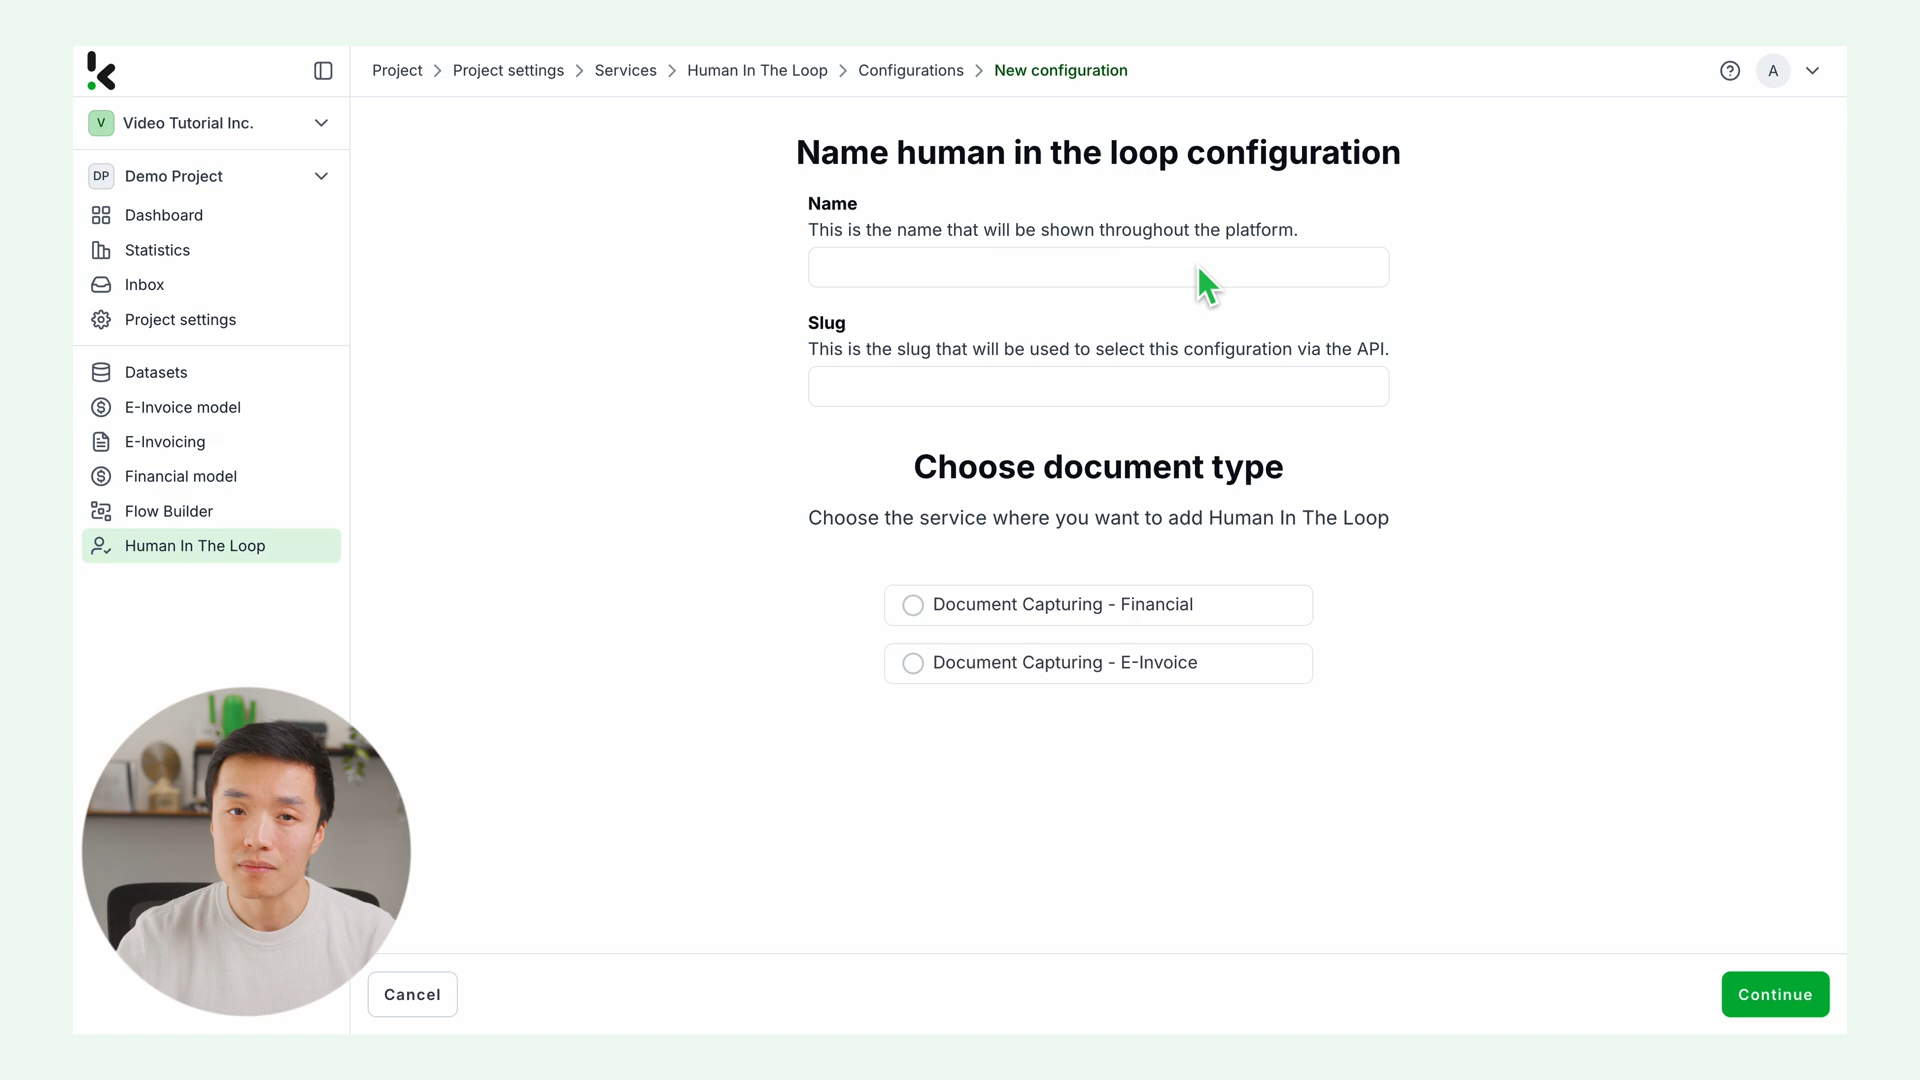 Project > Project settings > Services > Human In The Loop > Configurations > New configuration
A
V Video Tutorial Inc.
DP Demo Project
Dashboard
Statistics
Inbox
Project settings
Datasets
E-Invoice model
E-Invoicing
Financial model
Flow Builder
Human In The Loop
Name human in the loop configuration
Name
This is the name that will be shown throughout the platform.
Slug
This is the slug that will be used to select this configuration via the API.
Choose document type
Choose the service where you want to add Human In The Loop
Document Capturing - Financial
Document Capturing - E-Invoice
Cancel
Continue